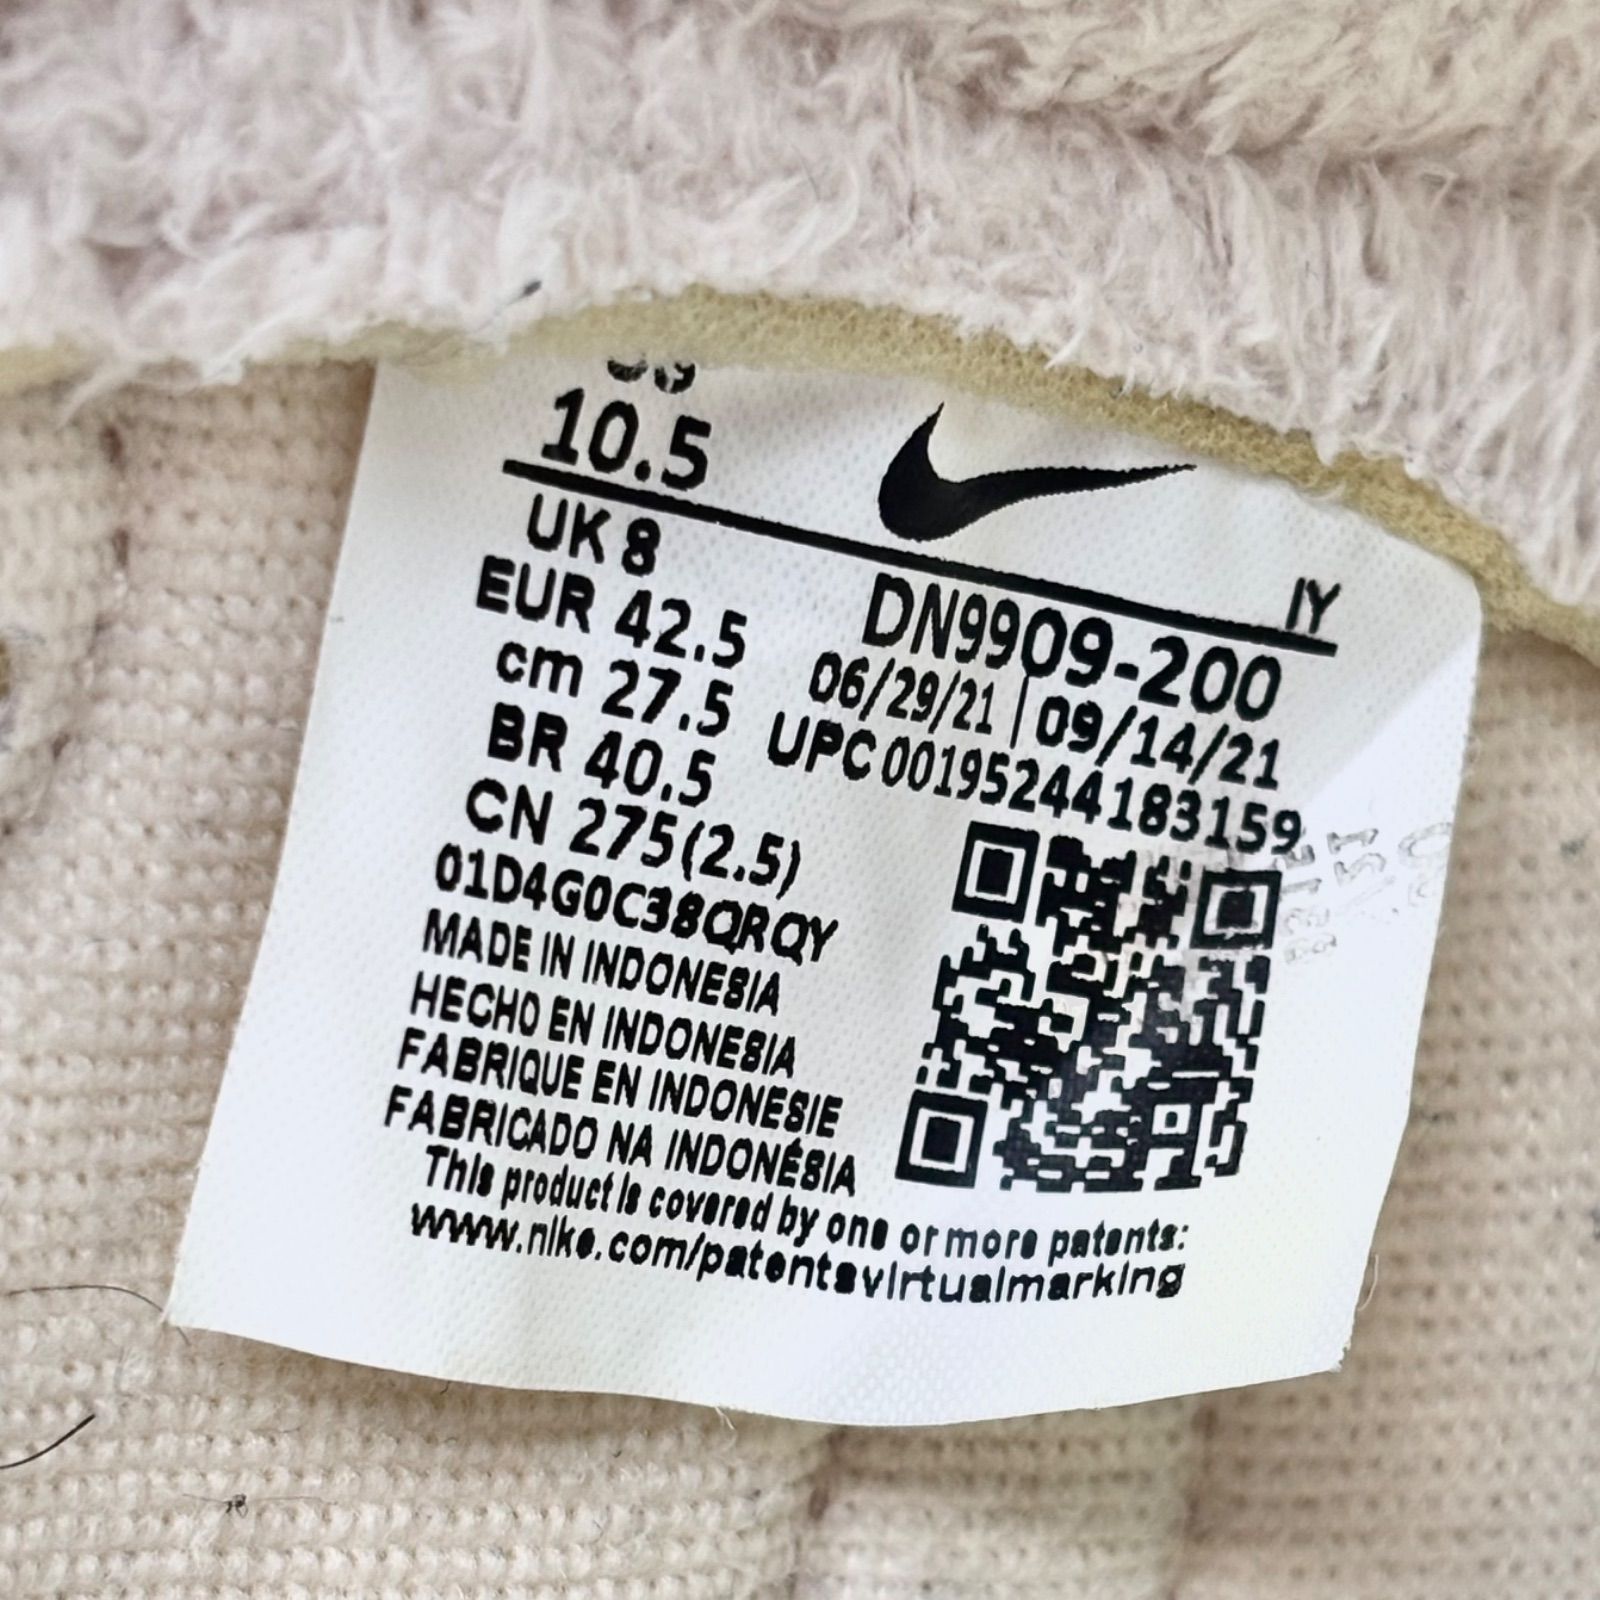 10.5
UK 8
EUR 42.5
cm 27.5
BR 40.5
CN 275(2.5)
01D4G0C38QRQY
MADE IN INDONESIA
HECHO EN INDONESIA
FABRIQUE EN INDONESIE
FABRICADO NA INDONÉSIA
IY
DN9909-200
06/29/21 | 09/14/21
UPC 00195244183159
This product is covered by one or more patents:
www.nike.com/patentsvirtualmarking